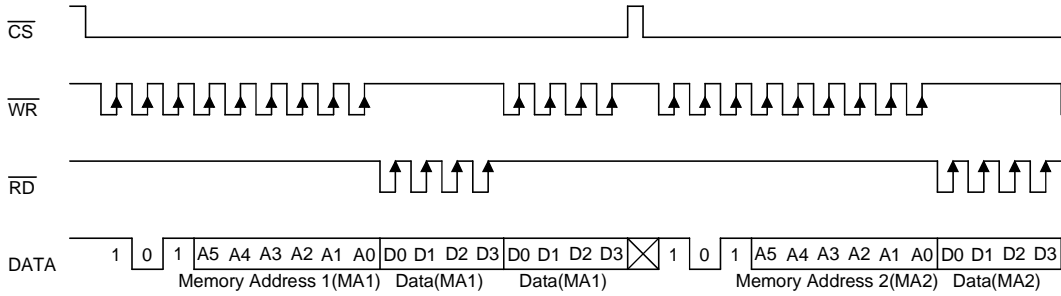 CS
WR
RD
DATA 1 0 1 A5 A4 A3 A2 A1 A0 D0 D1 D2 D3 D0 D1 D2 D3 1 0 1 A5 A4 A3 A2 A1 A0 D0 D1 D2 D3
Memory Address 1(MA1) Data(MA1) Data(MA1) Memory Address 2(MA2) Data(MA2)